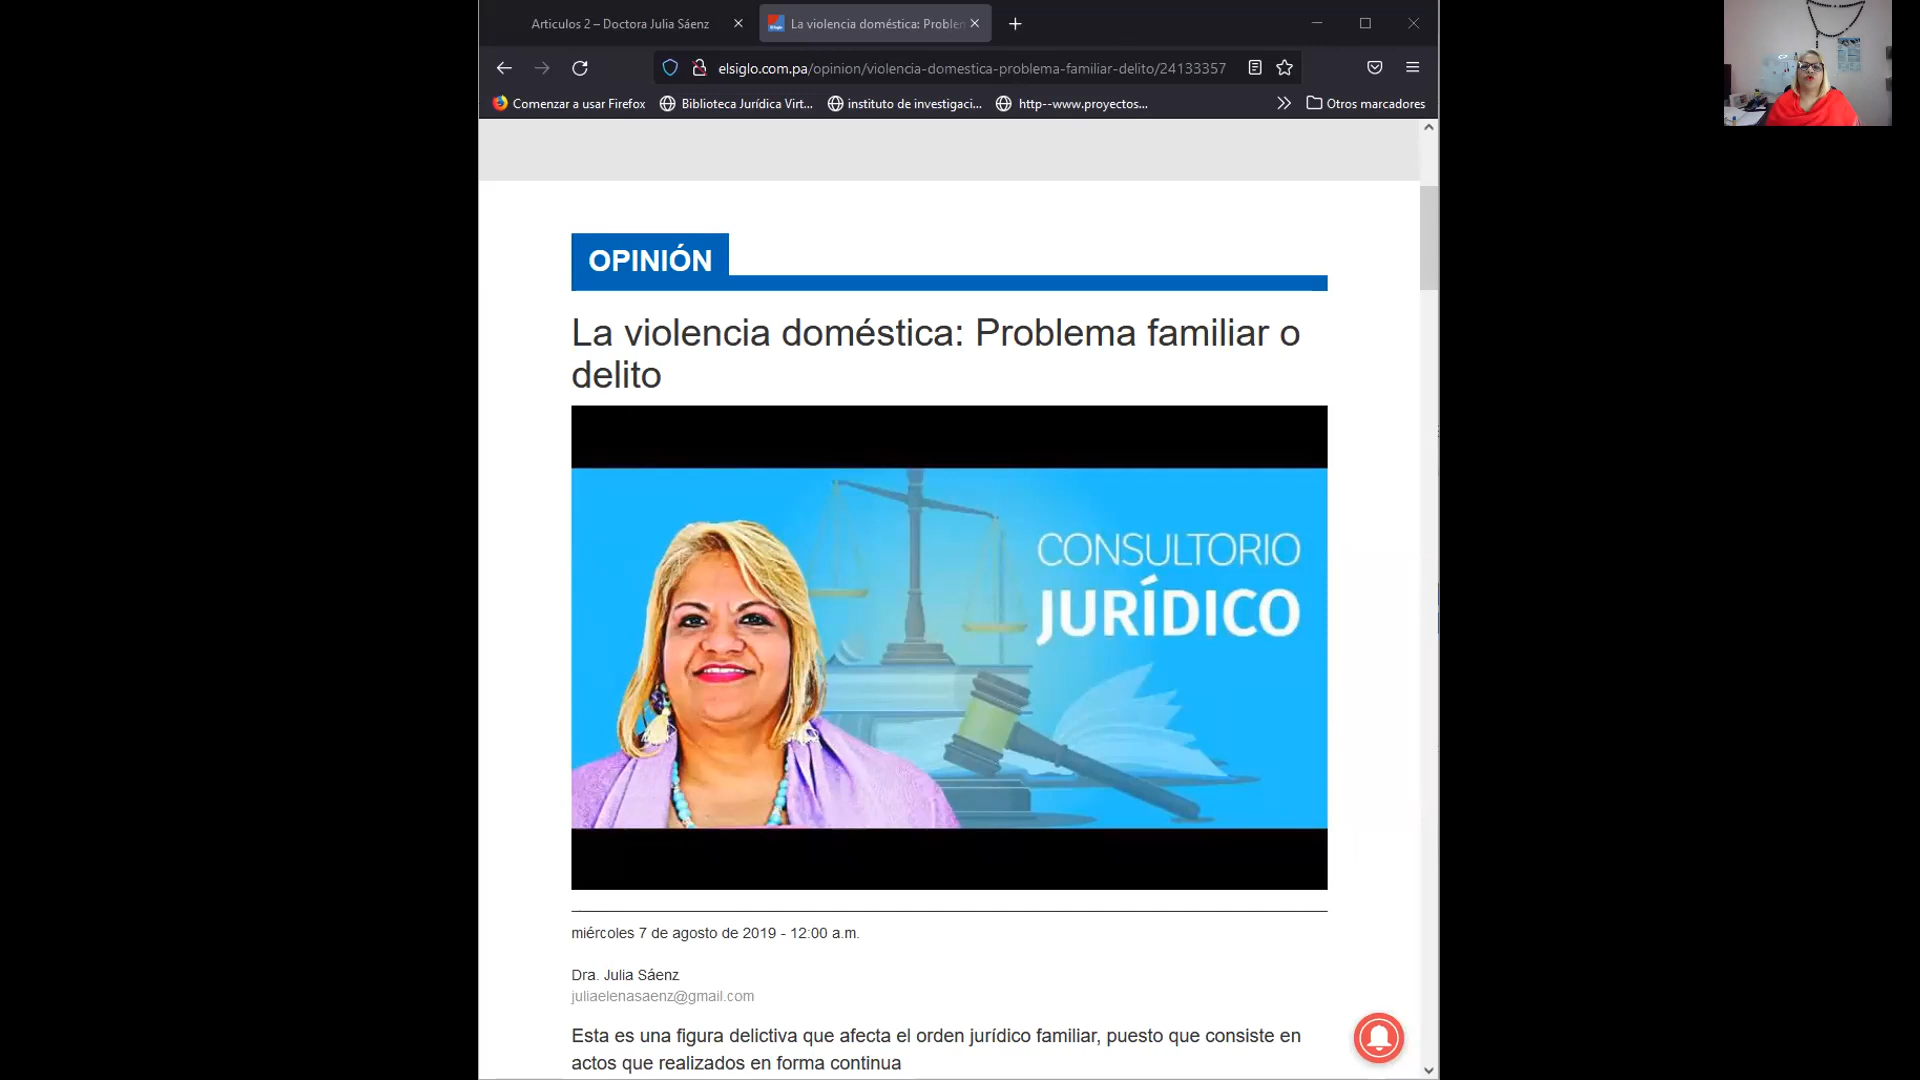 Articulos 2 – Doctora Julia Sáenz
La violencia doméstica: Proble
elsiglo.com.pa/opinion/violencia-domestica-problema-familiar-delito/24133357
Comenzar a usar Firefox
Biblioteca Jurídica Virt...
instituto de investigaci...
http--www.proyectos...
Otros marcadores
OPINIÓN
La violencia doméstica: Problema familiar o
delito
CONSULTORIO
JURÍDICO
miércoles 7 de agosto de 2019 - 12:00 a.m.
Dra. Julia Sáenz
juliaelenasaenz@gmail.com
Esta es una figura delictiva que afecta el orden jurídico familiar, puesto que consiste en
actos que realizados en forma continua